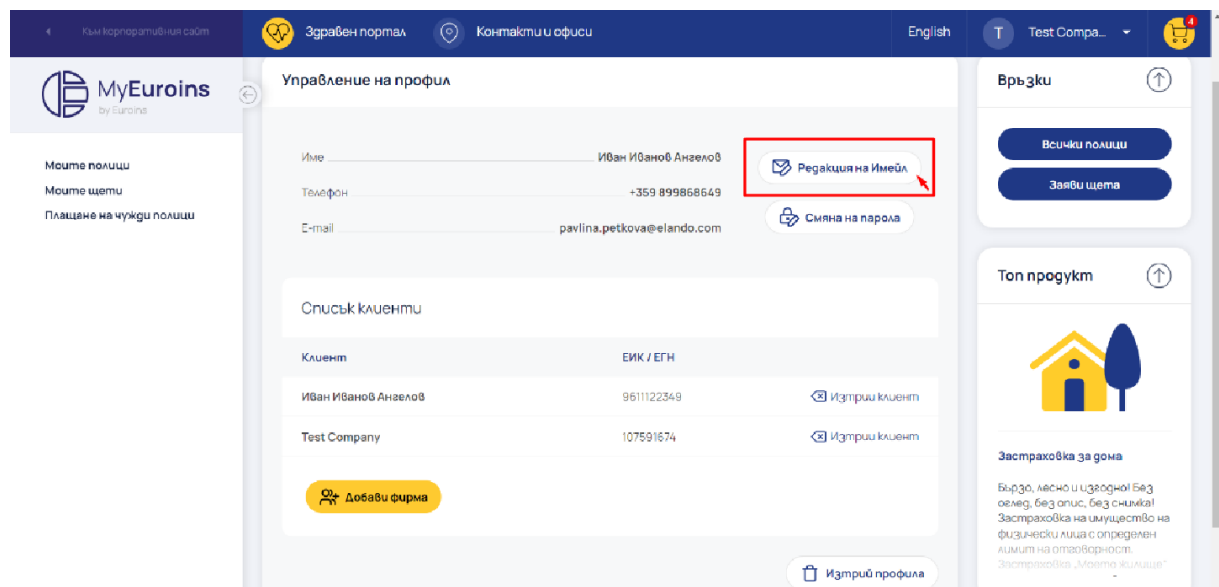 Към корпоративния сайт
Здравен портал
Контакти и офиси
English
T
Test Compa...
4
MyEuroins
by Euroins
Моите полици
Моите щети
Плащане на чужди полици
Управление на профил
Име Иван Иванов Ангелов
Телефон +359 899868649
E-mail pavlina.petkova@elando.com
Редакция на Имейл
Смяна на парола
Списък клиенти
Клиент ЕИК / ЕГН
Иван Иванов Ангелов 9611122349 Изтрий клиент
Test Company 107591674 Изтрий клиент
Добави фирма
Изтрий профила
Връзки
Всички полици
Заяви щета
Топ продукт
Застраховка за дома
Бързо, лесно и изгодно! Без
оглед, без опис, без снимка!
Застраховка на имущество на
физически лица с определен
лимит на отговорност.
Застраховка „Моето жилище"